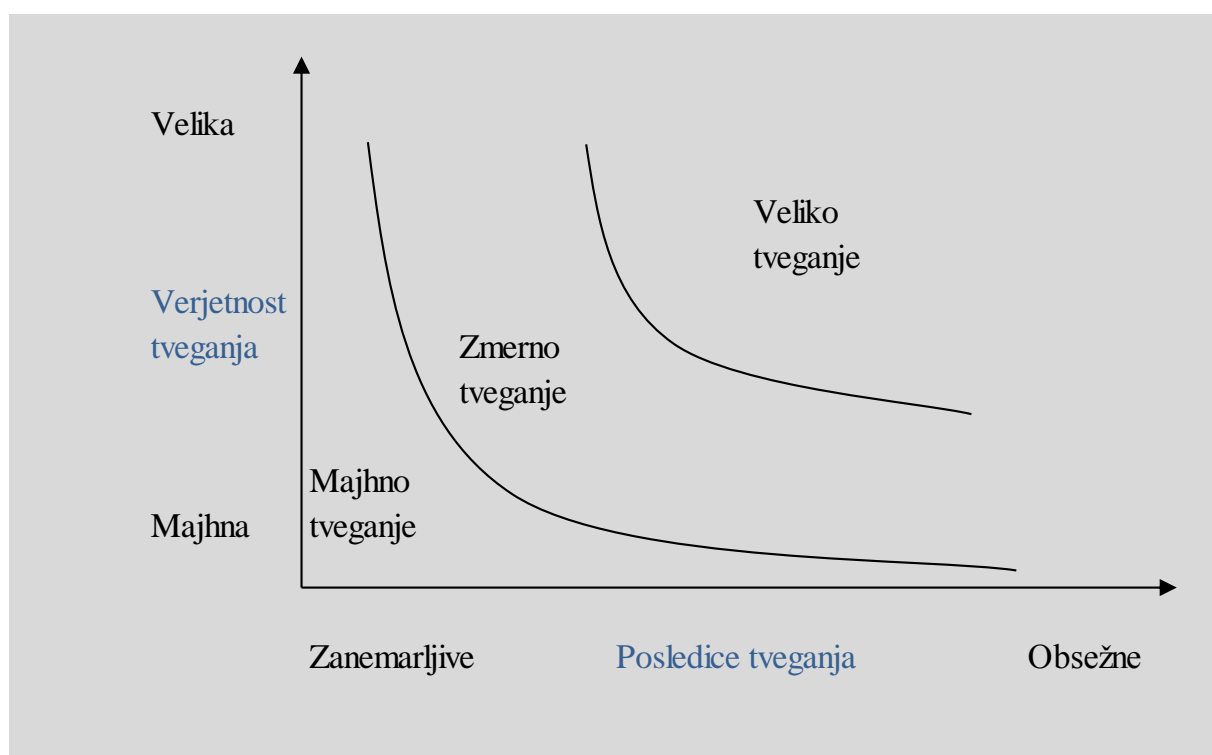 Velika
Veliko
tveganje
Verjetnost
tveganja
Zmerno
tveganje
Majhno
tveganje
Majhna
Zanemarljive
Posledice tveganja
Obsežne